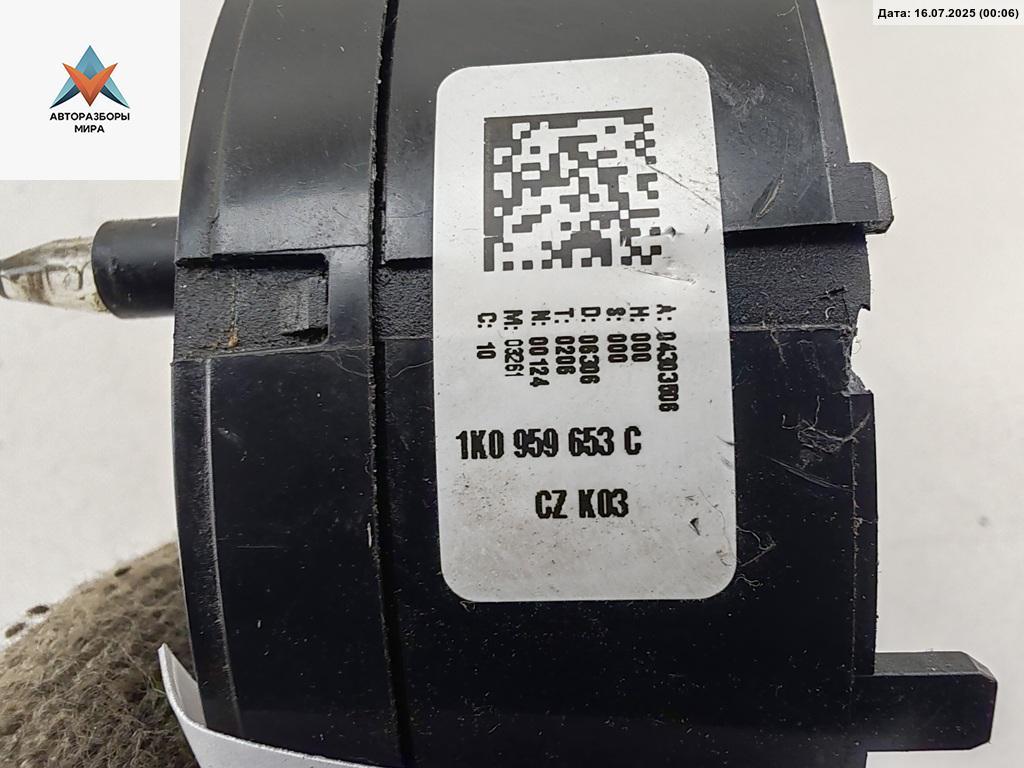 Дата: 16.07.2025 (00:06)
АВТОРАЗБОРЫ
МИРА
A: 04303806
H: 000
S: 000
D: 06306
T: 0206
N: 00124
M: 03261
C: 10
1K0 959 653 C
CZ K03